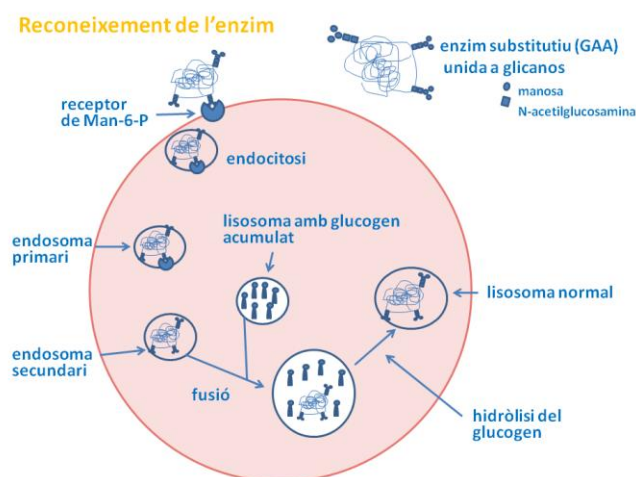 Reconeixement de l'enzim
enzim substitutiu (GAA)
unida a glicanos
manosa
N-acetilglucosamina
receptor
de Man-6-P
endocitosi
lisosoma amb glucogen
acumulat
endosoma
primari
lisosoma normal
endosoma
secundari
fusió
hidròlisi del
glucogen